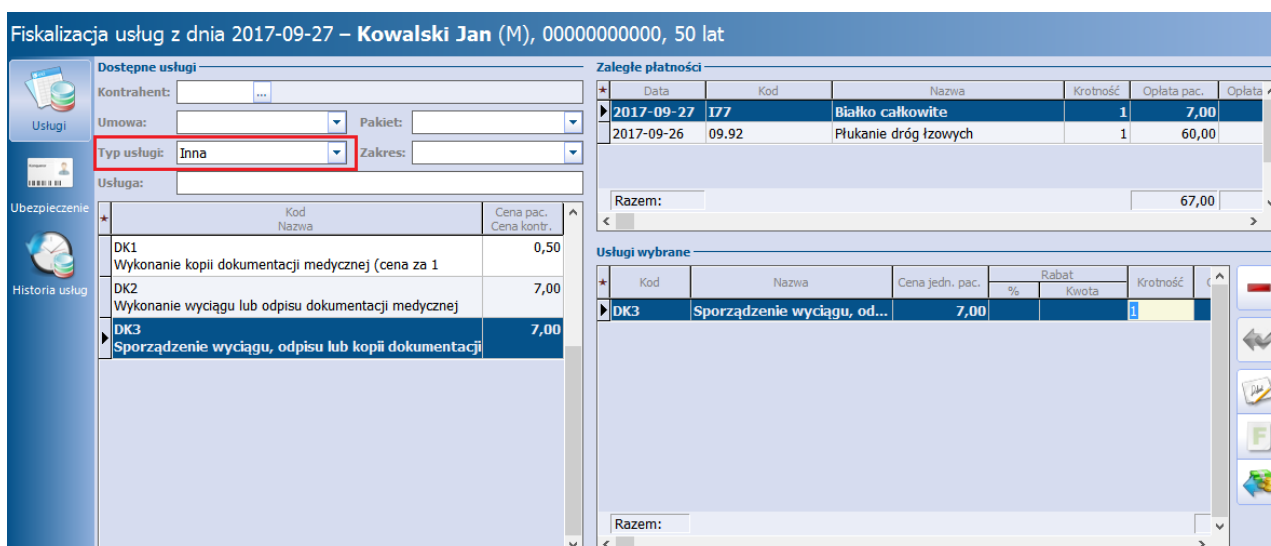 Fiskalizacja usług z dnia 2017-09-27 – Kowalski Jan (M), 00000000000, 50 lat
Usługi
Ubezpieczenie
Historia usług
Dostępne usługi
Kontrahent: ...
Umowa: Pakiet:
Typ usługi: Inna Zakres:
Usługa:
Kod Cena pac.
Nazwa Cena kontr.
DK1 0,50
Wykonanie kopii dokumentacji medycznej (cena za 1
DK2 7,00
Wykonanie wyciągu lub odpisu dokumentacji medycznej
DK3 7,00
Sporządzenie wyciągu, odpisu lub kopii dokumentacji
Zaległe płatności
Data Kod Nazwa Krotność Opłata pac. Opłata
2017-09-27 I77 Białko całkowite 1 7,00
2017-09-26 09.92 Płukanie dróg łzowych 1 60,00
Razem: 67,00
Usługi wybrane
Kod Nazwa Cena jedn. pac. Rabat Krotność
% Kwota
DK3 Sporządzenie wyciągu, od... 7,00 1
Razem:
F